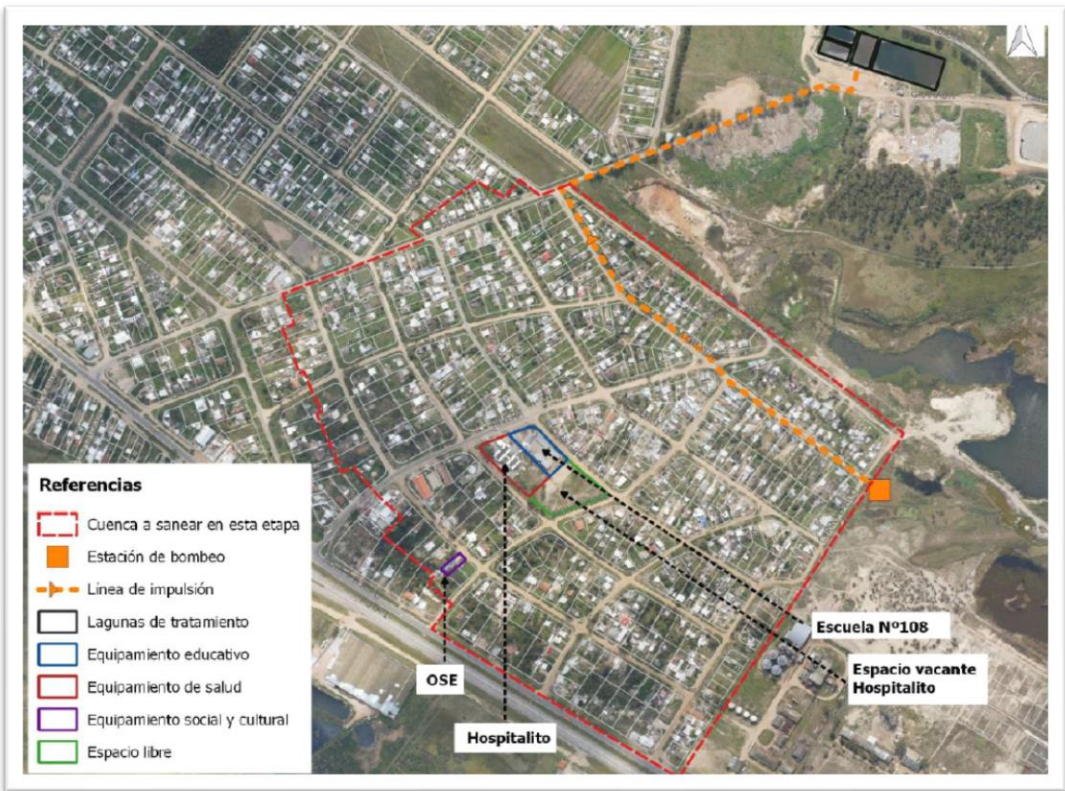 Referencias
Cuenca a sanear en esta etapa
Estación de bombeo
Línea de impulsión
Lagunas de tratamiento
Equipamiento educativo
Equipamiento de salud
Equipamiento social y cultural
Espacio libre
OSE
Hospitalito
Escuela Nº108
Espacio vacante
Hospitalito